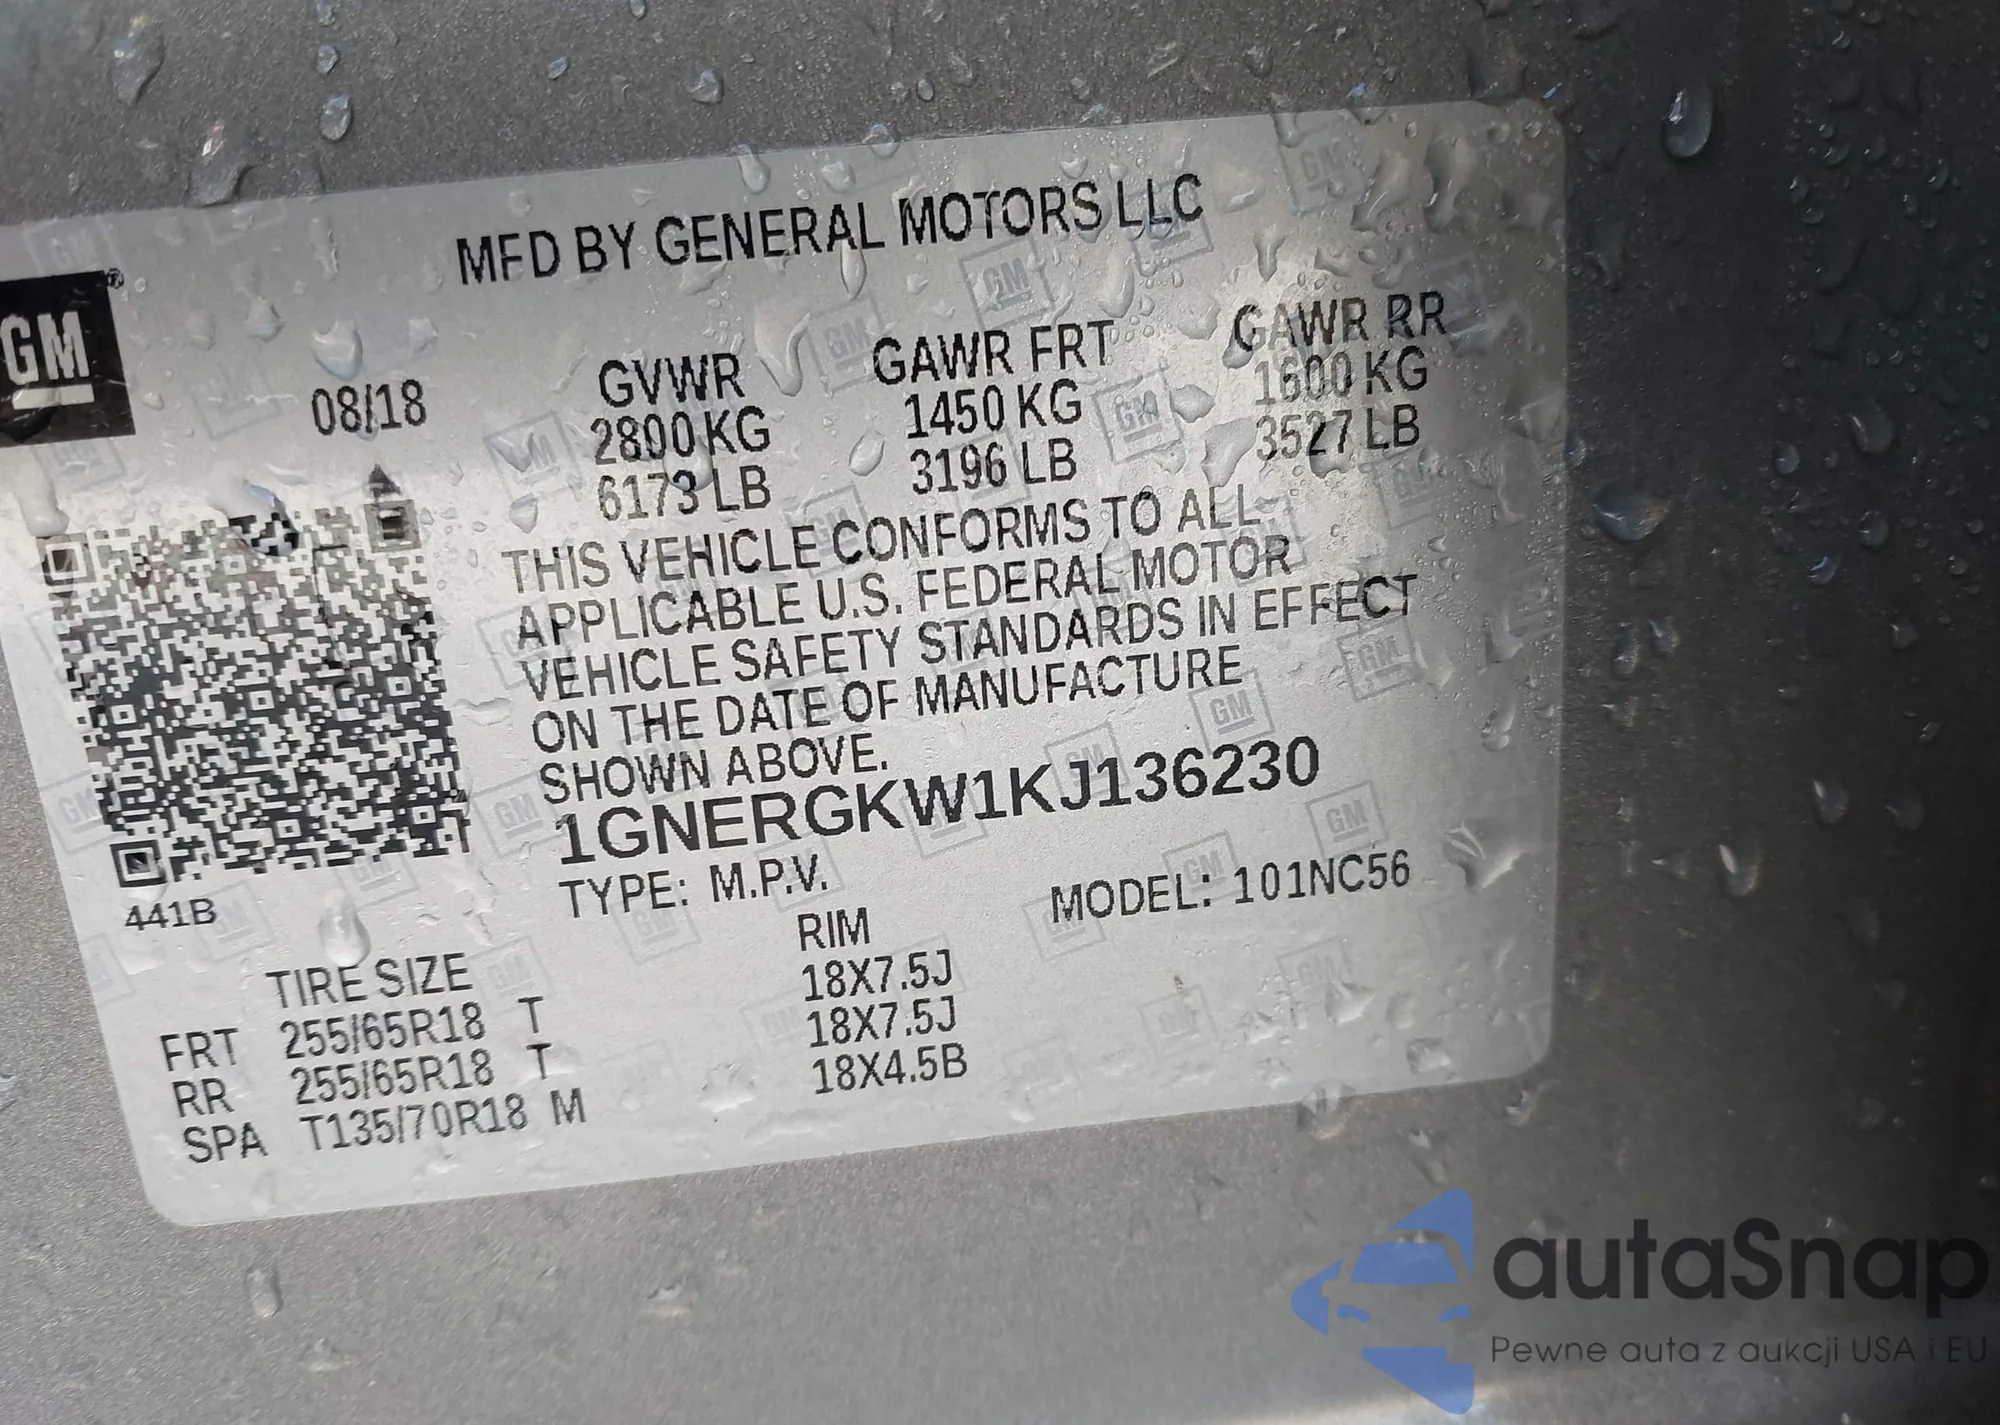 MFD BY GENERAL MOTORS LLC
GM®
08/18
GVWR GAWR FRT GAWR RR
2800 KG 1450 KG 1600 KG
6173 LB 3196 LB 3527 LB
THIS VEHICLE CONFORMS TO ALL
APPLICABLE U.S. FEDERAL MOTOR
VEHICLE SAFETY STANDARDS IN EFFECT
ON THE DATE OF MANUFACTURE
SHOWN ABOVE.
1GNERGKW1KJ136230
TYPE: M.P.V. MODEL: 101NC56
441B
TIRE SIZE RIM
FRT 255/65R18 T 18X7.5J
RR 255/65R18 T 18X7.5J
SPA T135/70R18 M 18X4.5B
autaSnap
Pewne auta z aukcji USA i EU